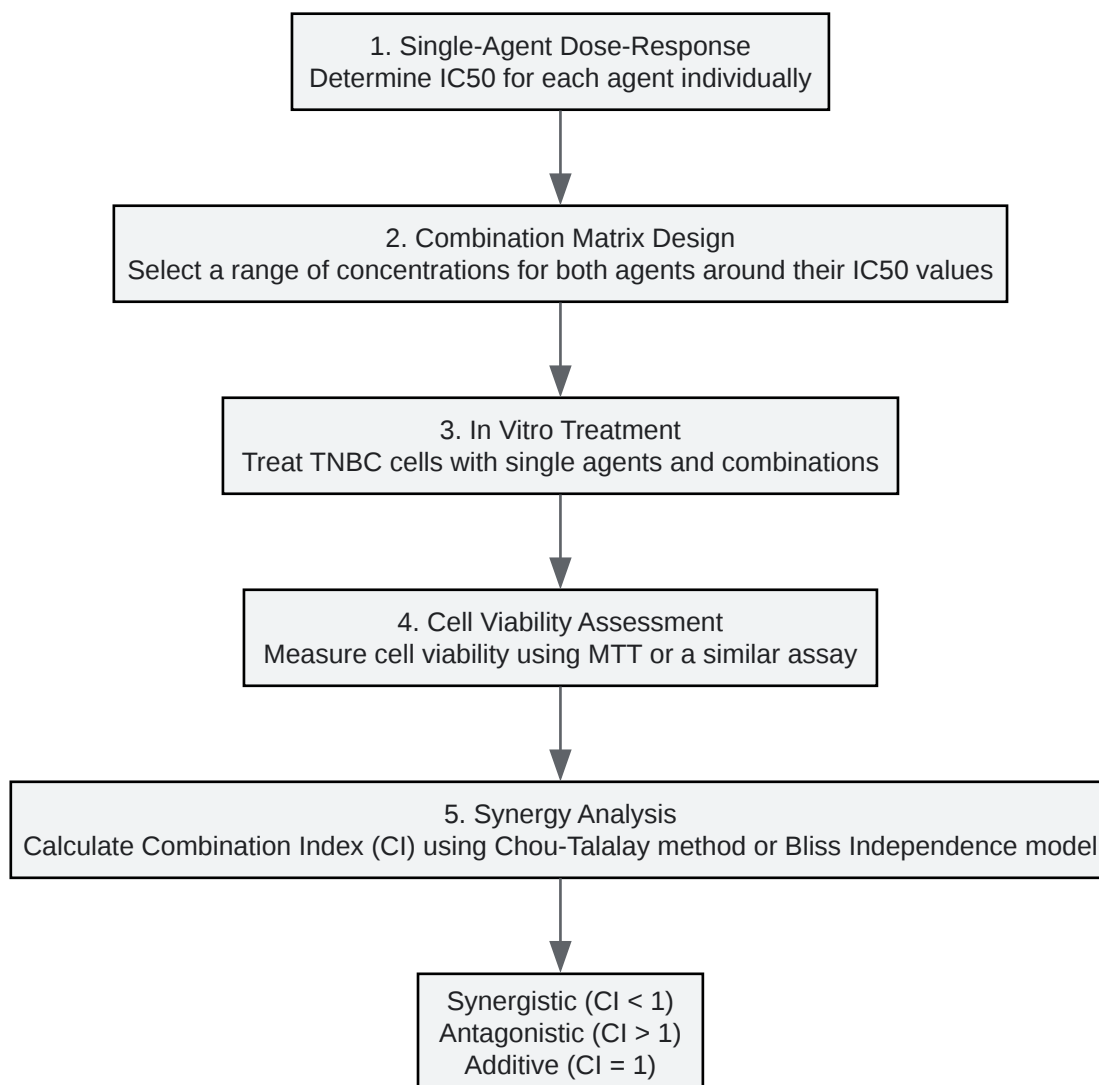 1. Single-Agent Dose-Response
Determine IC50 for each agent individually
2. Combination Matrix Design
Select a range of concentrations for both agents around their IC50 values
3. In Vitro Treatment
Treat TNBC cells with single agents and combinations
4. Cell Viability Assessment
Measure cell viability using MTT or a similar assay
5. Synergy Analysis
Calculate Combination Index (CI) using Chou-Talalay method or Bliss Independence model
Synergistic (CI < 1)
Antagonistic (CI > 1)
Additive (CI = 1)